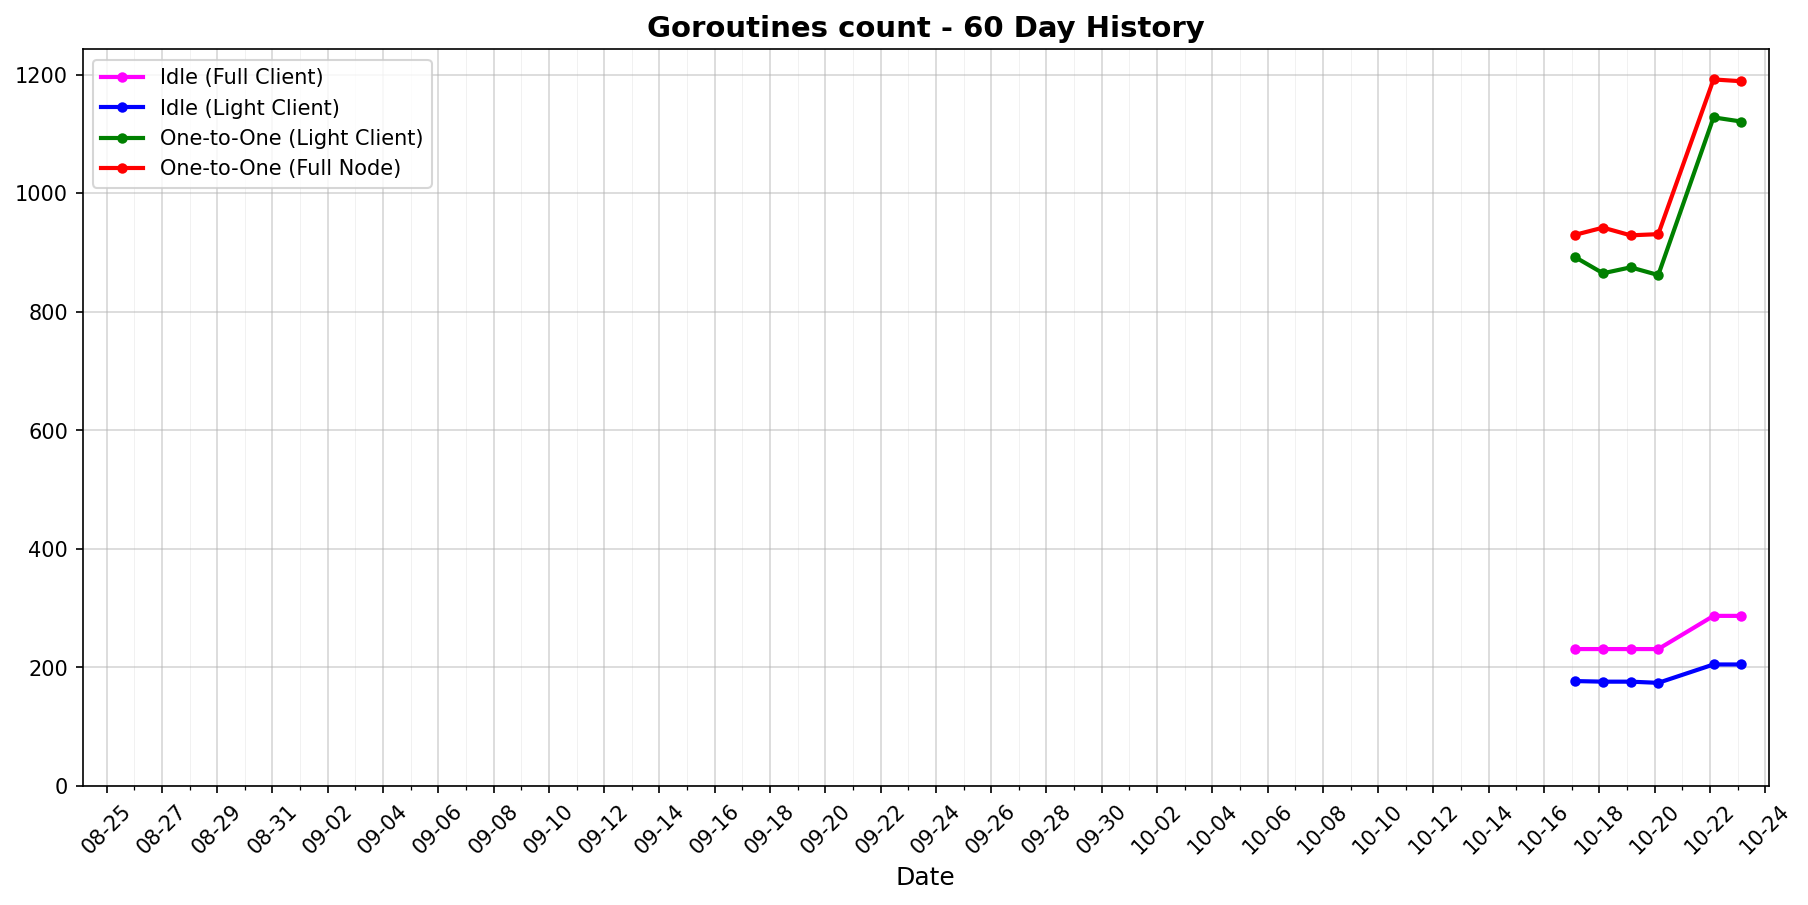 Goroutines count - 60 Day History
Idle (Full Client)
Idle (Light Client)
One-to-One (Light Client)
One-to-One (Full Node)
1200
1000
800
600
400
200
0
08-25 08-27 08-29 08-31 09-02 09-04 09-06 09-08 09-10 09-12 09-14 09-16 09-18 09-20 09-22 09-24 09-26 09-28 09-30 10-02 10-04 10-06 10-08 10-10 10-12 10-14 10-16 10-18 10-20 10-22 10-24
Date